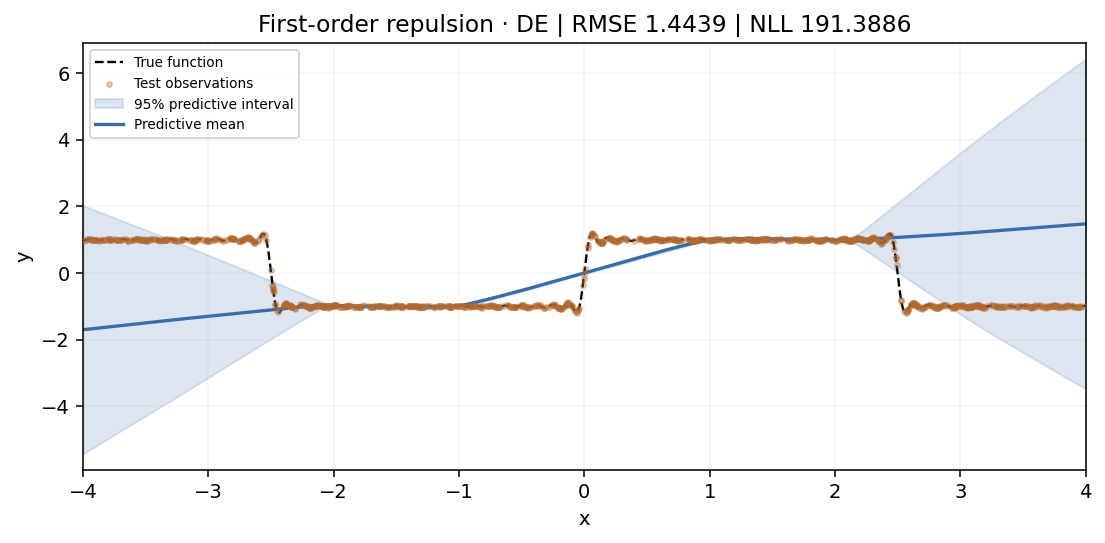 First-order repulsion · DE | RMSE 1.4439 | NLL 191.3886
True function
Test observations
95% predictive interval
Predictive mean
y
6
4
2
0
−2
−4
−4
−3
−2
−1
0
1
2
3
4
x